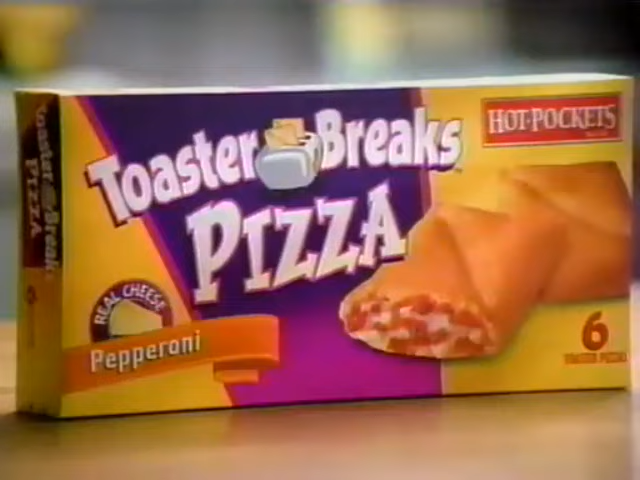 Toaster Breaks
PIZZA
HOT·POCKETS
REAL CHEESE
Pepperoni
6
Toaster Breaks
PIZZA